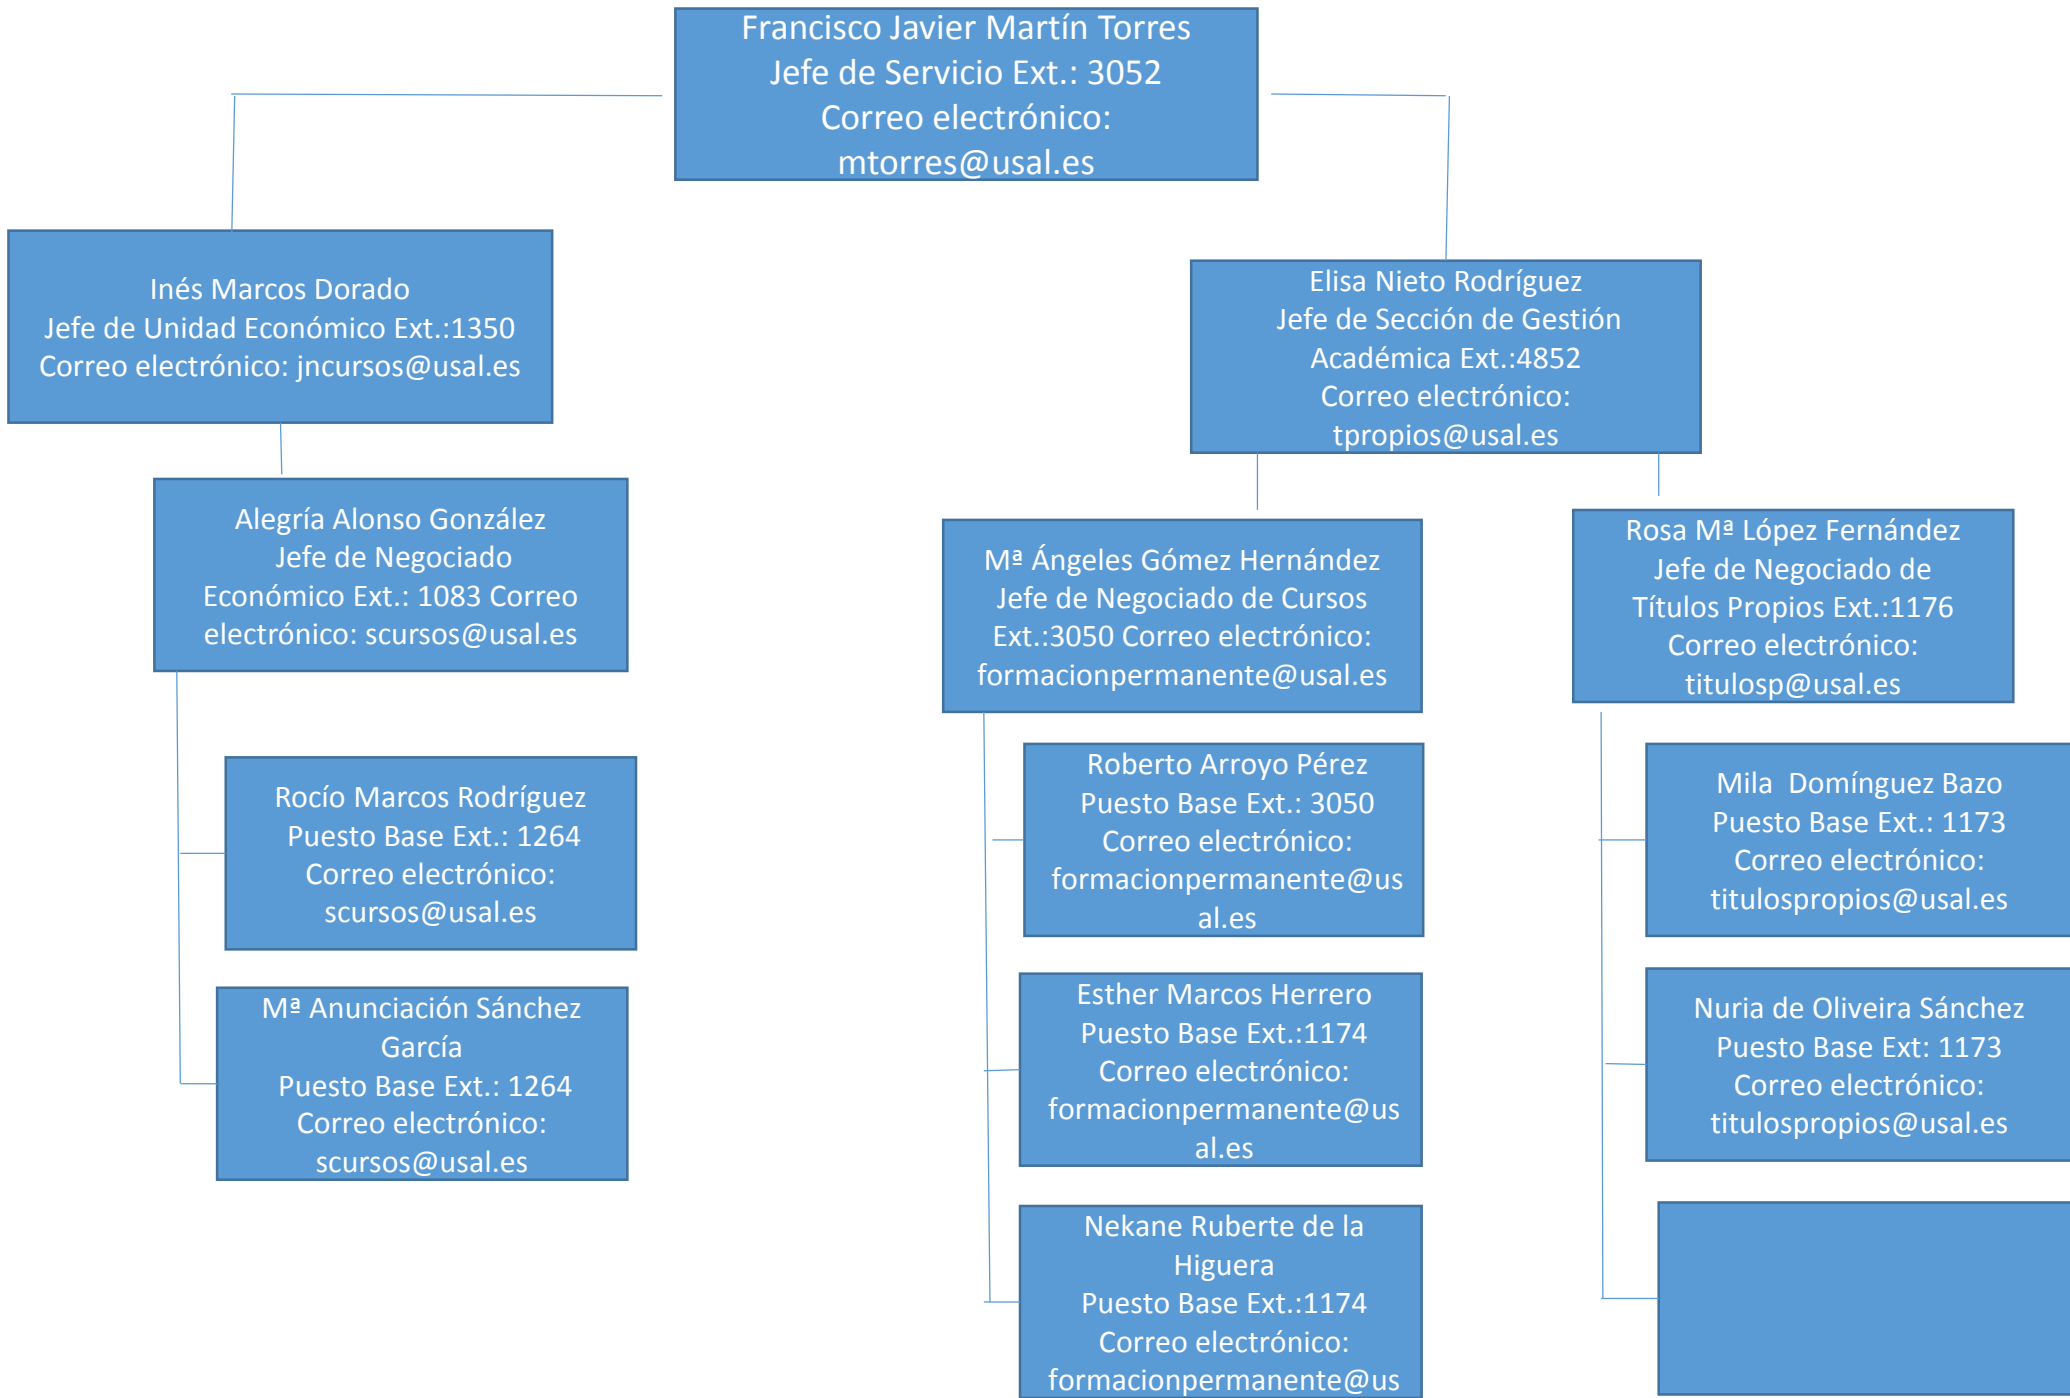 Francisco Javier Martín Torres
Jefe de Servicio Ext.: 3052
Correo electrónico:
mtorres@usal.es
Inés Marcos Dorado
Jefe de Unidad Económico Ext.:1350
Correo electrónico: jncursos@usal.es
Elisa Nieto Rodríguez
Jefe de Sección de Gestión
Académica Ext.:4852
Correo electrónico:
tpropios@usal.es
Alegría Alonso González
Jefe de Negociado
Económico Ext.: 1083 Correo
electrónico: scursos@usal.es
Mª Ángeles Gómez Hernández
Jefe de Negociado de Cursos
Ext.:3050 Correo electrónico:
formacionpermanente@usal.es
Rosa Mª López Fernández
Jefe de Negociado de
Títulos Propios Ext.:1176
Correo electrónico:
titulosp@usal.es
Rocío Marcos Rodríguez
Puesto Base Ext.: 1264
Correo electrónico:
scursos@usal.es
Roberto Arroyo Pérez
Puesto Base Ext.: 3050
Correo electrónico:
formacionpermanente@us
al.es
Mila  Domínguez Bazo
Puesto Base Ext.: 1173
Correo electrónico:
titulospropios@usal.es
Mª Anunciación Sánchez
García
Puesto Base Ext.: 1264
Correo electrónico:
scursos@usal.es
Esther Marcos Herrero
Puesto Base Ext.:1174
Correo electrónico:
formacionpermanente@us
al.es
Nuria de Oliveira Sánchez
Puesto Base Ext: 1173
Correo electrónico:
titulospropios@usal.es
Nekane Ruberte de la
Higuera
Puesto Base Ext.:1174
Correo electrónico:
formacionpermanente@us